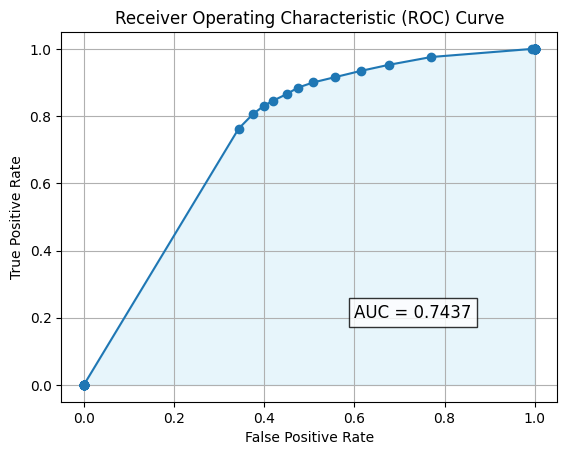 Receiver Operating Characteristic (ROC) Curve
True Positive Rate
1.0
0.8
0.6
0.4
0.2
0.0
AUC = 0.7437
0.0 0.2 0.4 0.6 0.8 1.0
False Positive Rate